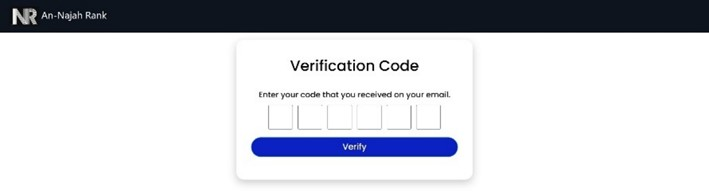 NR An-Najah Rank
Verification Code
Enter your code that you received on your email.
Verify